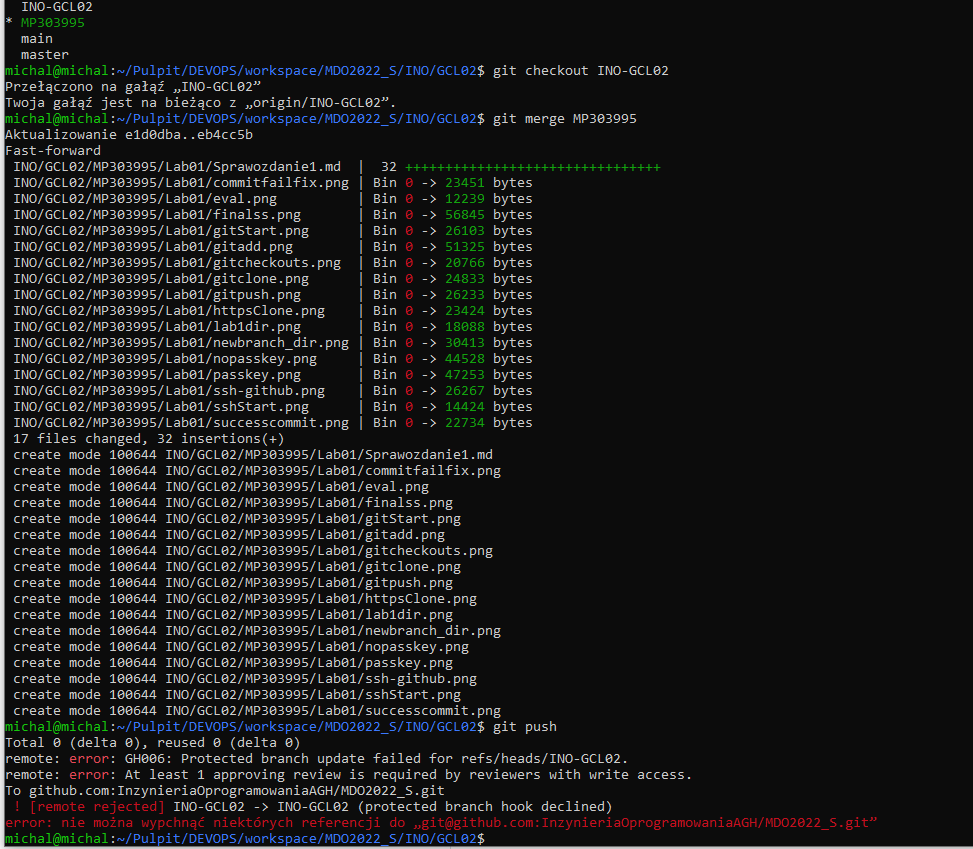 INO-GCL02
* MP303995
  main
  master
michal@michal:~/Pulpit/DEVOPS/workspace/MDO2022_S/INO/GCL02$ git checkout INO-GCL02
Przełączono na gałąź „INO-GCL02”
Twoja gałąź jest na bieżąco z „origin/INO-GCL02”.
michal@michal:~/Pulpit/DEVOPS/workspace/MDO2022_S/INO/GCL02$ git merge MP303995
Aktualizowanie e1d0dba..eb4cc5b
Fast-forward
 INO/GCL02/MP303995/Lab01/Sprawozdanie1.md  |  32 ++++++++++++++++++++++++++++++++
 INO/GCL02/MP303995/Lab01/commitfailfix.png | Bin 0 -> 23451 bytes
 INO/GCL02/MP303995/Lab01/eval.png          | Bin 0 -> 12239 bytes
 INO/GCL02/MP303995/Lab01/finalss.png       | Bin 0 -> 56845 bytes
 INO/GCL02/MP303995/Lab01/gitStart.png      | Bin 0 -> 26103 bytes
 INO/GCL02/MP303995/Lab01/gitadd.png        | Bin 0 -> 51325 bytes
 INO/GCL02/MP303995/Lab01/gitcheckouts.png  | Bin 0 -> 20766 bytes
 INO/GCL02/MP303995/Lab01/gitclone.png      | Bin 0 -> 24833 bytes
 INO/GCL02/MP303995/Lab01/gitpush.png       | Bin 0 -> 26233 bytes
 INO/GCL02/MP303995/Lab01/httpsClone.png    | Bin 0 -> 23424 bytes
 INO/GCL02/MP303995/Lab01/lab1dir.png       | Bin 0 -> 18088 bytes
 INO/GCL02/MP303995/Lab01/newbranch_dir.png | Bin 0 -> 30413 bytes
 INO/GCL02/MP303995/Lab01/nopasskey.png     | Bin 0 -> 44528 bytes
 INO/GCL02/MP303995/Lab01/passkey.png       | Bin 0 -> 47253 bytes
 INO/GCL02/MP303995/Lab01/ssh-github.png    | Bin 0 -> 26267 bytes
 INO/GCL02/MP303995/Lab01/sshStart.png      | Bin 0 -> 14424 bytes
 INO/GCL02/MP303995/Lab01/successcommit.png | Bin 0 -> 22734 bytes
 17 files changed, 32 insertions(+)
 create mode 100644 INO/GCL02/MP303995/Lab01/Sprawozdanie1.md
 create mode 100644 INO/GCL02/MP303995/Lab01/commitfailfix.png
 create mode 100644 INO/GCL02/MP303995/Lab01/eval.png
 create mode 100644 INO/GCL02/MP303995/Lab01/finalss.png
 create mode 100644 INO/GCL02/MP303995/Lab01/gitStart.png
 create mode 100644 INO/GCL02/MP303995/Lab01/gitadd.png
 create mode 100644 INO/GCL02/MP303995/Lab01/gitcheckouts.png
 create mode 100644 INO/GCL02/MP303995/Lab01/gitclone.png
 create mode 100644 INO/GCL02/MP303995/Lab01/gitpush.png
 create mode 100644 INO/GCL02/MP303995/Lab01/httpsClone.png
 create mode 100644 INO/GCL02/MP303995/Lab01/lab1dir.png
 create mode 100644 INO/GCL02/MP303995/Lab01/newbranch_dir.png
 create mode 100644 INO/GCL02/MP303995/Lab01/nopasskey.png
 create mode 100644 INO/GCL02/MP303995/Lab01/passkey.png
 create mode 100644 INO/GCL02/MP303995/Lab01/ssh-github.png
 create mode 100644 INO/GCL02/MP303995/Lab01/sshStart.png
 create mode 100644 INO/GCL02/MP303995/Lab01/successcommit.png
michal@michal:~/Pulpit/DEVOPS/workspace/MDO2022_S/INO/GCL02$ git push
Total 0 (delta 0), reused 0 (delta 0)
remote: error: GH006: Protected branch update failed for refs/heads/INO-GCL02.
remote: error: At least 1 approving review is required by reviewers with write access.
To github.com:InzynieriaOprogramowaniaAGH/MDO2022_S.git
 ! [remote rejected] INO-GCL02 -> INO-GCL02 (protected branch hook declined)
error: nie można wypchnąć niektórych referencji do „git@github.com:InzynieriaOprogramowaniaAGH/MDO2022_S.git”
michal@michal:~/Pulpit/DEVOPS/workspace/MDO2022_S/INO/GCL02$